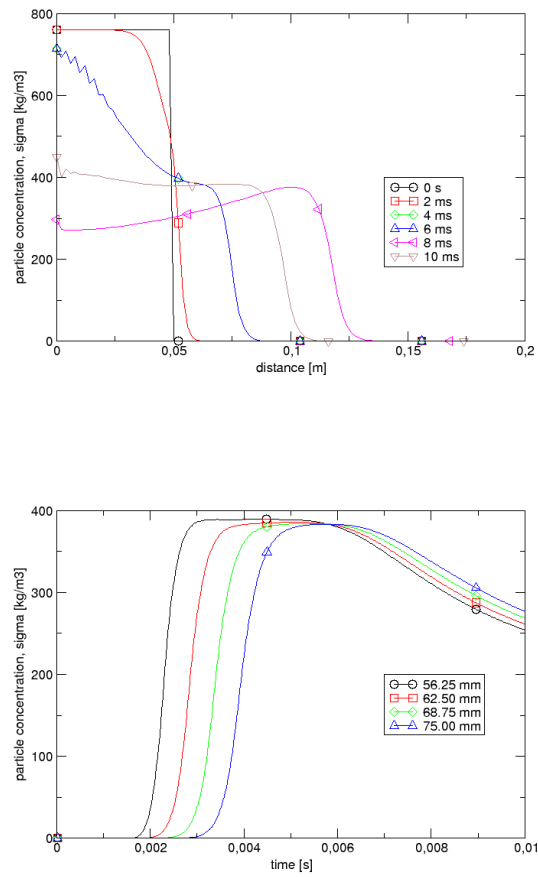 particle concentration, sigma [kg/m3]
800
600
400
200
0
0 s
2 ms
4 ms
6 ms
8 ms
10 ms
0
0,05
0,1
0,15
0,2
distance [m]
particle concentration, sigma [kg/m3]
400
300
200
100
0
56.25 mm
62.50 mm
68.75 mm
75.00 mm
0
0,002
0,004
0,006
0,008
0,01
time [s]